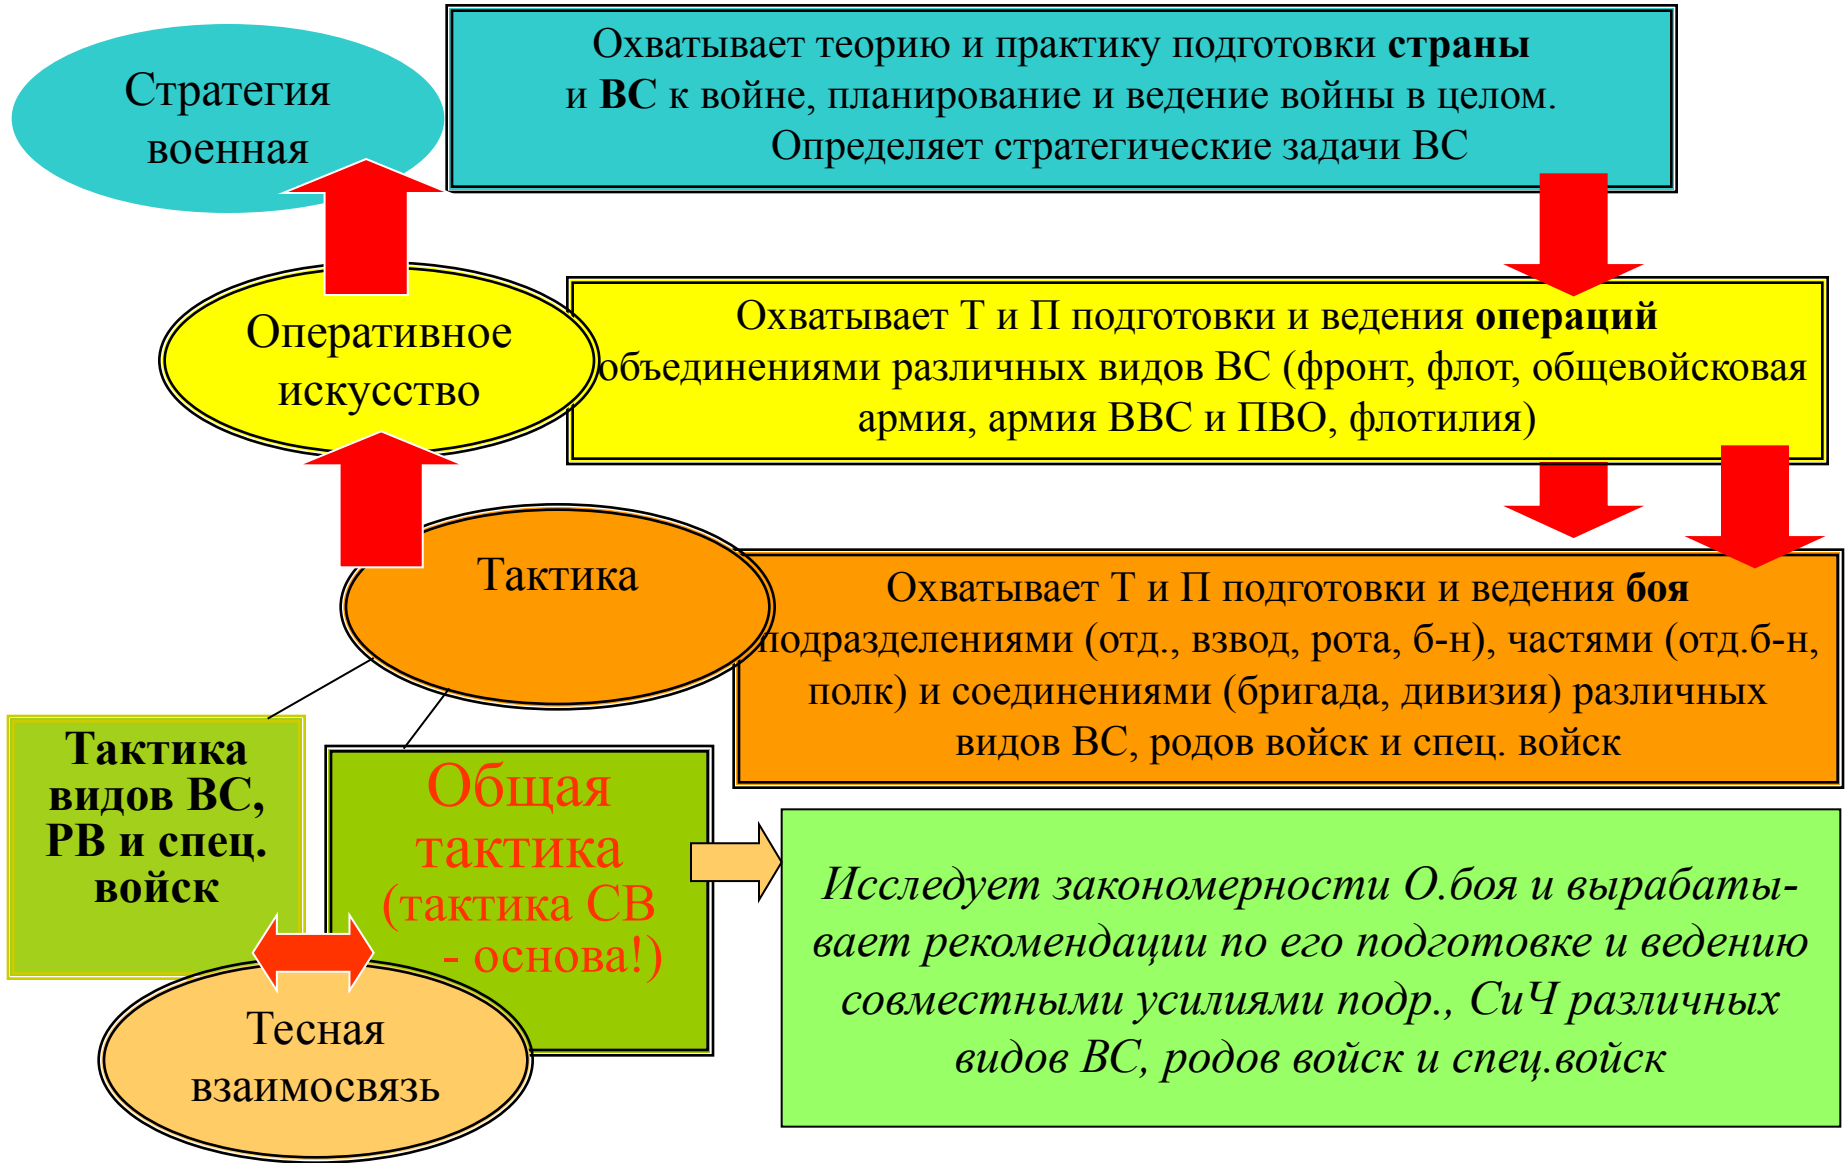 Стратегия
военная
Охватывает теорию и практику подготовки страны
и ВС к войне, планирование и ведение войны в целом.
Определяет стратегические задачи ВС
Оперативное
искусство
Охватывает Т и П подготовки и ведения операций
объединениями различных видов ВС (фронт, флот, общевойсковая
армия, армия ВВС и ПВО, флотилия)
Тактика
Охватывает Т и П подготовки и ведения боя
подразделениями (отд., взвод, рота, б-н), частями (отд.б-н,
полк) и соединениями (бригада, дивизия) различных
видов ВС, родов войск и спец. войск
Тактика
видов ВС,
РВ и спец.
войск
Общая
тактика
(тактика СВ
- основа!)
Исследует закономерности О.боя и вырабаты-
вает рекомендации по его подготовке и ведению
совместными усилиями подр., СиЧ различных
видов ВС, родов войск и спец.войск
Тесная
взаимосвязь